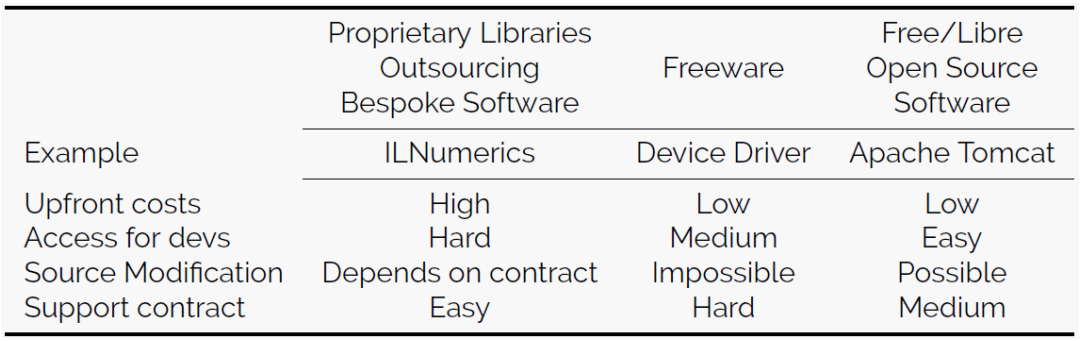 Proprietary Libraries Free/Libre
Outsourcing Freeware Open Source
Bespoke Software Software
Example ILNumerics Device Driver Apache Tomcat
Upfront costs High Low Low
Access for devs Hard Medium Easy
Source Modification Depends on contract Impossible Possible
Support contract Easy Hard Medium